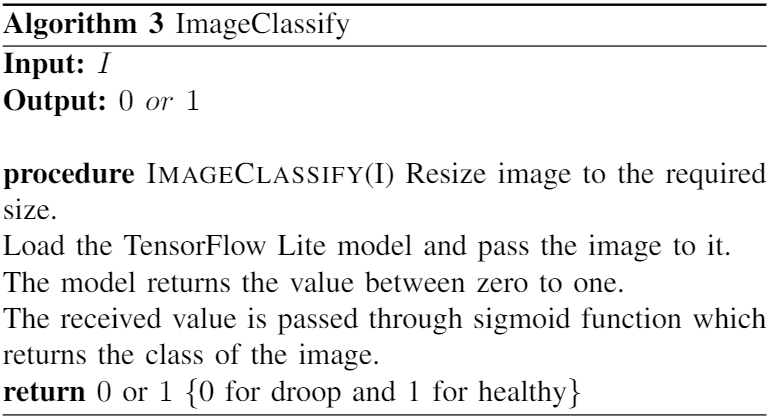 Algorithm 3 ImageClassify
Input: I
Output: 0 or 1
procedure IMAGECLASSIFY(I) Resize image to the required
size.
Load the TensorFlow Lite model and pass the image to it.
The model returns the value between zero to one.
The received value is passed through sigmoid function which
returns the class of the image.
return 0 or 1 {0 for droop and 1 for healthy}